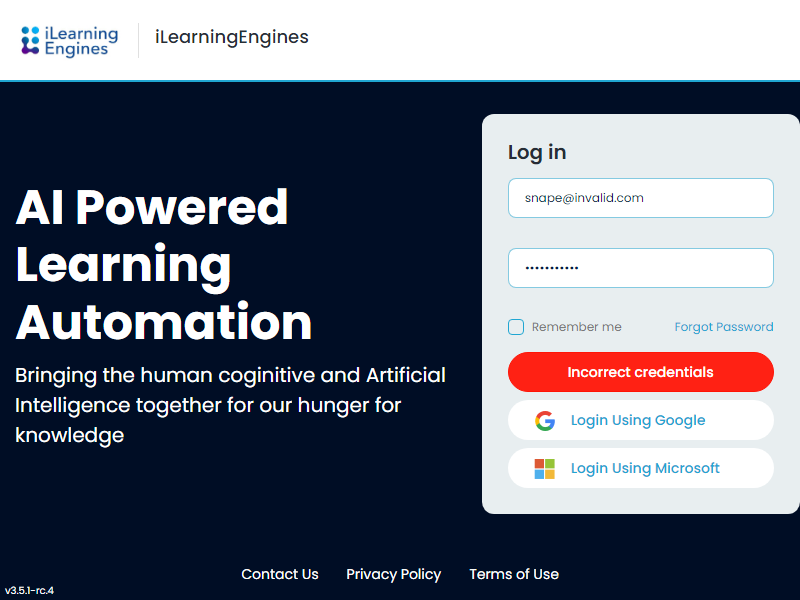 iLearning
Engines
iLearningEngines
AI Powered
Learning
Automation
Bringing the human coginitive and Artificial
Intelligence together for our hunger for
knowledge
Log in
snape@invalid.com
•••••••••••
Remember me
Forgot Password
Incorrect credentials
Login Using Google
Login Using Microsoft
Contact Us
Privacy Policy
Terms of Use
v3.5.1-rc.4